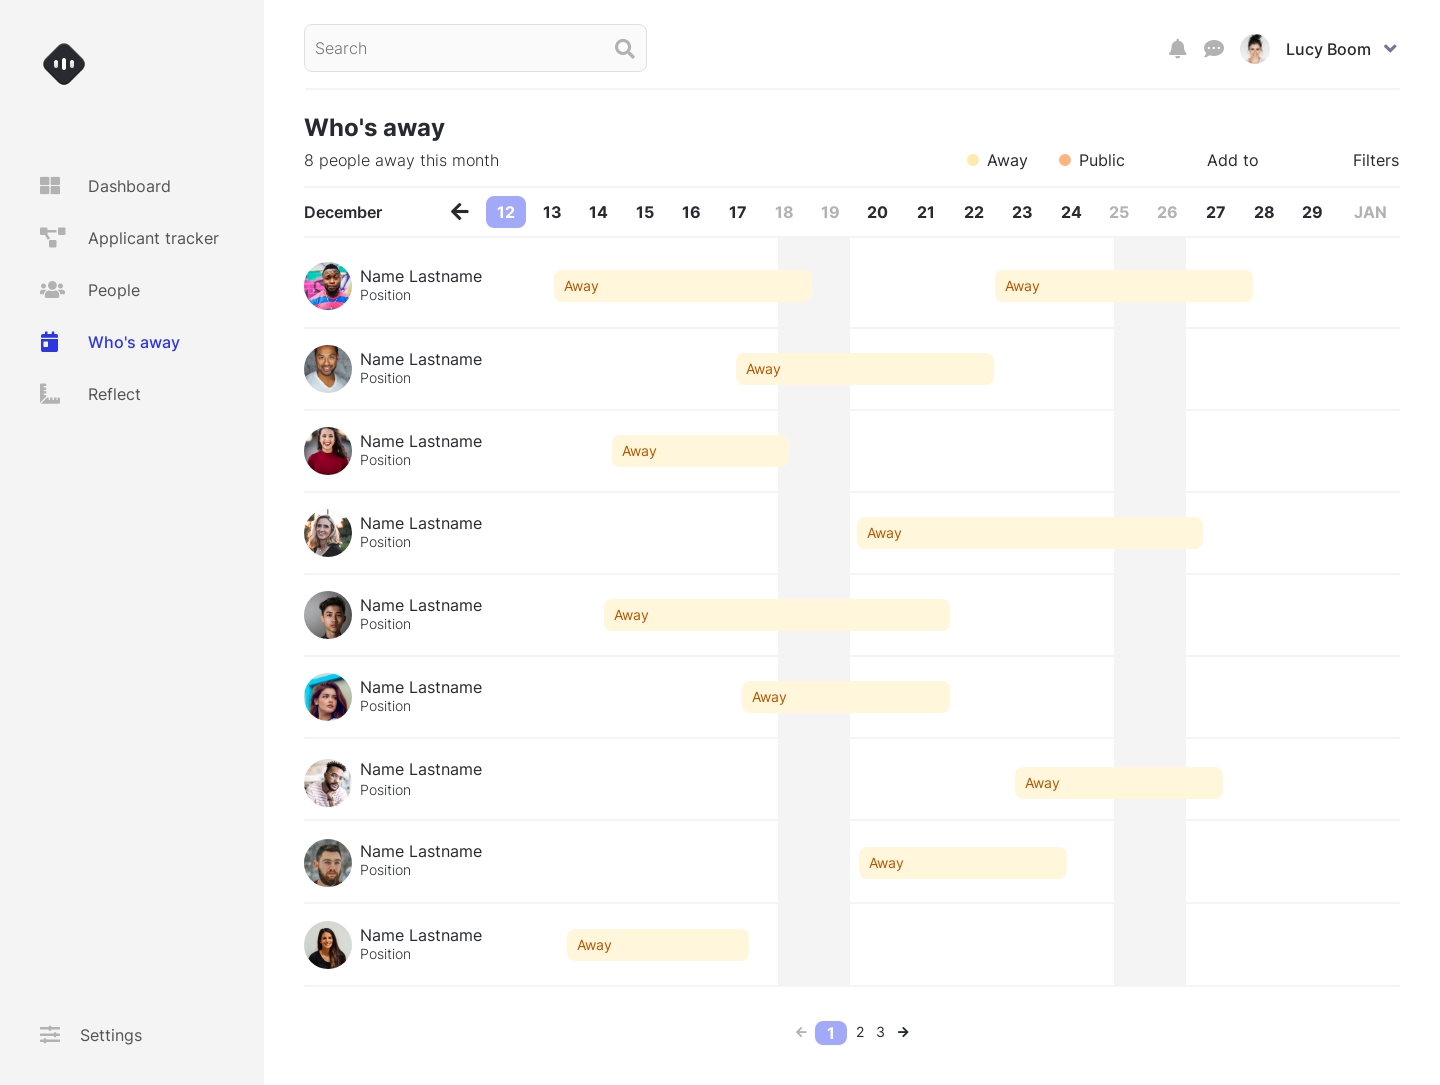 Search
Lucy Boom
Dashboard
Applicant tracker
People
Who's away
Reflect
Settings
Who's away
8 people away this month
Away Public Add to Filters
December 12 13 14 15 16 17 18 19 20 21 22 23 24 25 26 27 28 29 JAN
Name Lastname
Position
Away Away
Name Lastname
Position
Away
Name Lastname
Position
Away
Name Lastname
Position
Away
Name Lastname
Position
Away
Name Lastname
Position
Away
Name Lastname
Position
Away
Name Lastname
Position
Away
Name Lastname
Position
Away
1 2 3